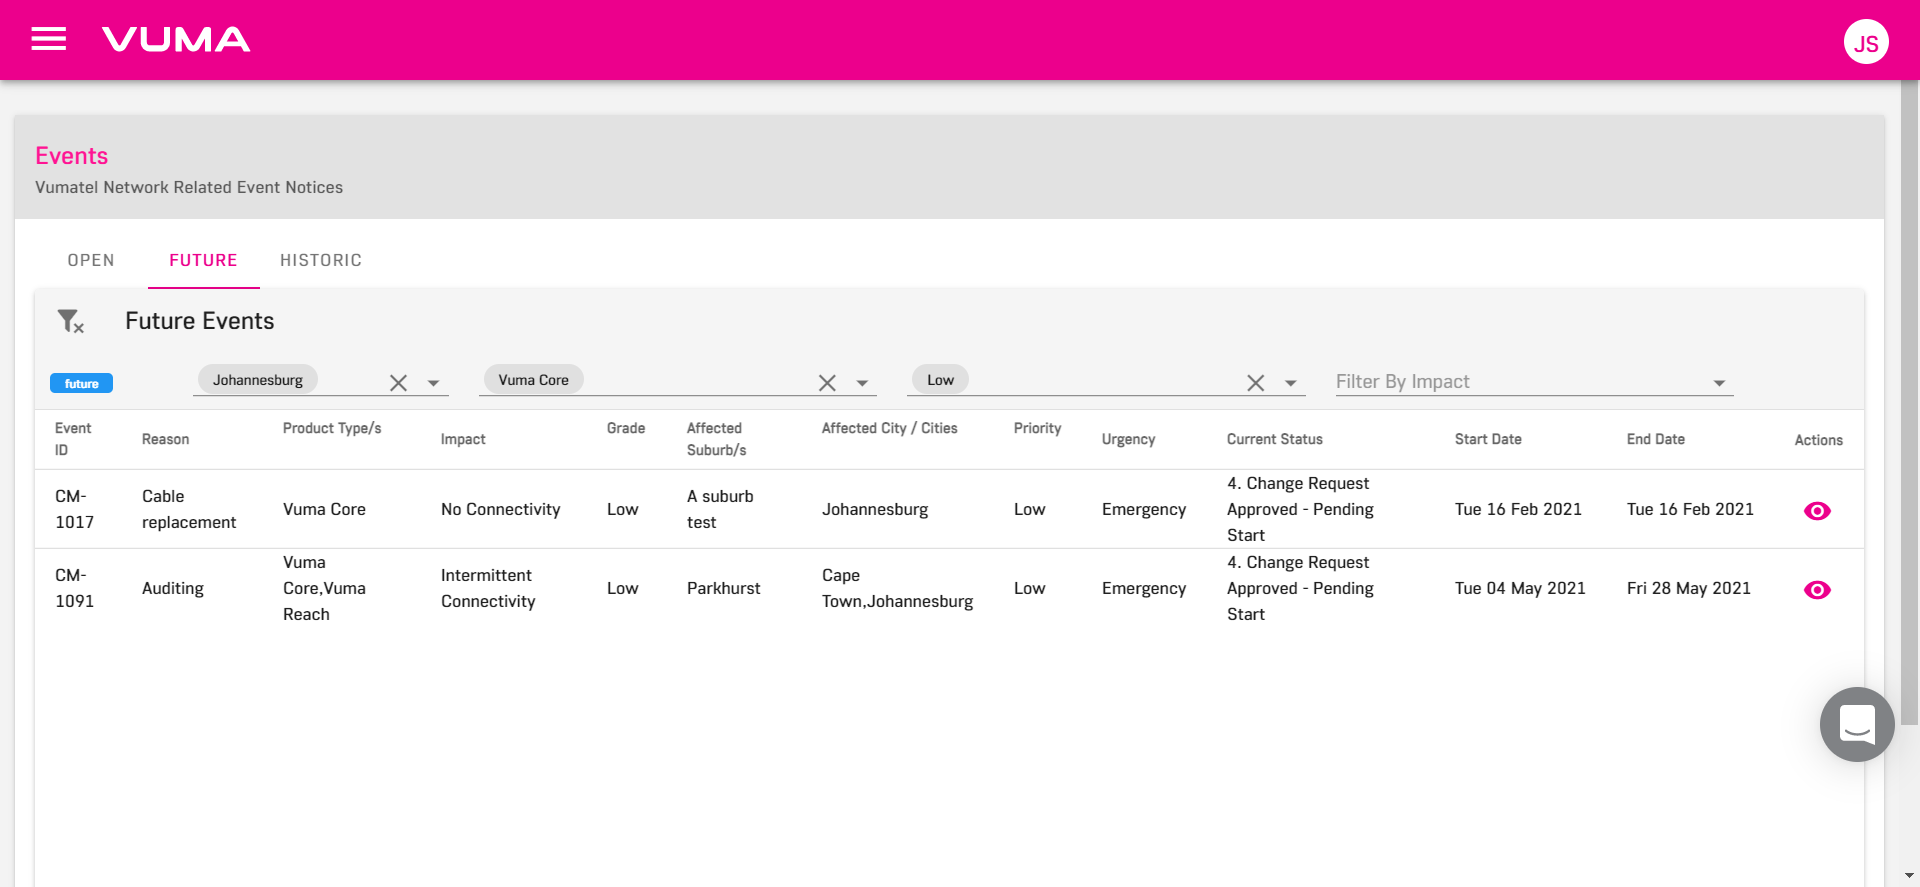 VUMA
JS
Events
Vumatel Network Related Event Notices
OPEN FUTURE HISTORIC
Future Events
future Johannesburg Vuma Core Low Filter By Impact
Event ID Reason Product Type/s Impact Grade Affected Suburb/s Affected City / Cities Priority Urgency Current Status Start Date End Date Actions
CM-1017 Cable replacement Vuma Core No Connectivity Low A suburb test Johannesburg Low Emergency 4. Change Request Approved - Pending Start Tue 16 Feb 2021 Tue 16 Feb 2021
CM-1091 Auditing Vuma Core,Vuma Reach Intermittent Connectivity Low Parkhurst Cape Town,Johannesburg Low Emergency 4. Change Request Approved - Pending Start Tue 04 May 2021 Fri 28 May 2021